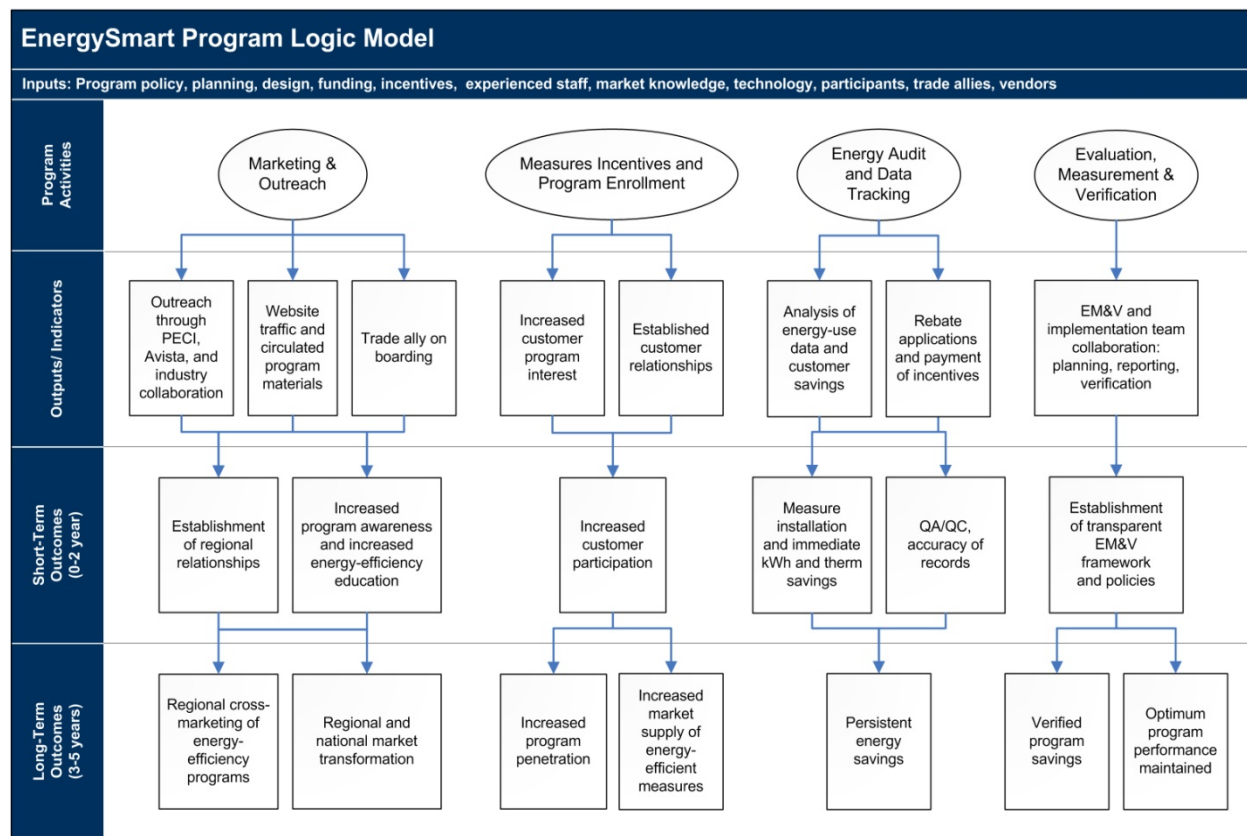 EnergySmart Program Logic Model
Inputs: Program policy, planning, design, funding, incentives, experienced staff, market knowledge, technology, participants, trade allies, vendors
Program
Activities
Marketing &
Outreach
Measures Incentives and
Program Enrollment
Energy Audit
and Data
Tracking
Evaluation,
Measurement &
Verification
Outputs/ Indicators
Outreach
through
PECI,
Avista, and
industry
collaboration
Website
traffic and
circulated
program
materials
Trade ally on
boarding
Increased
customer
program
interest
Established
customer
relationships
Analysis of
energy-use
data and
customer
savings
Rebate
applications
and payment
of incentives
EM&V and
implementation team
collaboration:
planning, reporting,
verification
Short-Term
Outcomes
(0-2 year)
Establishment
of regional
relationships
Increased
program awareness
and increased
energy-efficiency
education
Increased
customer
participation
Measure
installation
and immediate
kWh and therm
savings
QA/QC,
accuracy of
records
Establishment
of transparent
EM&V
framework
and policies
Long-Term
Outcomes
(3-5 years)
Regional cross-
marketing of
energy-
efficiency
programs
Regional and
national market
transformation
Increased
program
penetration
Increased
market
supply of
energy-
efficient
measures
Persistent
energy
savings
Verified
program
savings
Optimum
program
performance
maintained